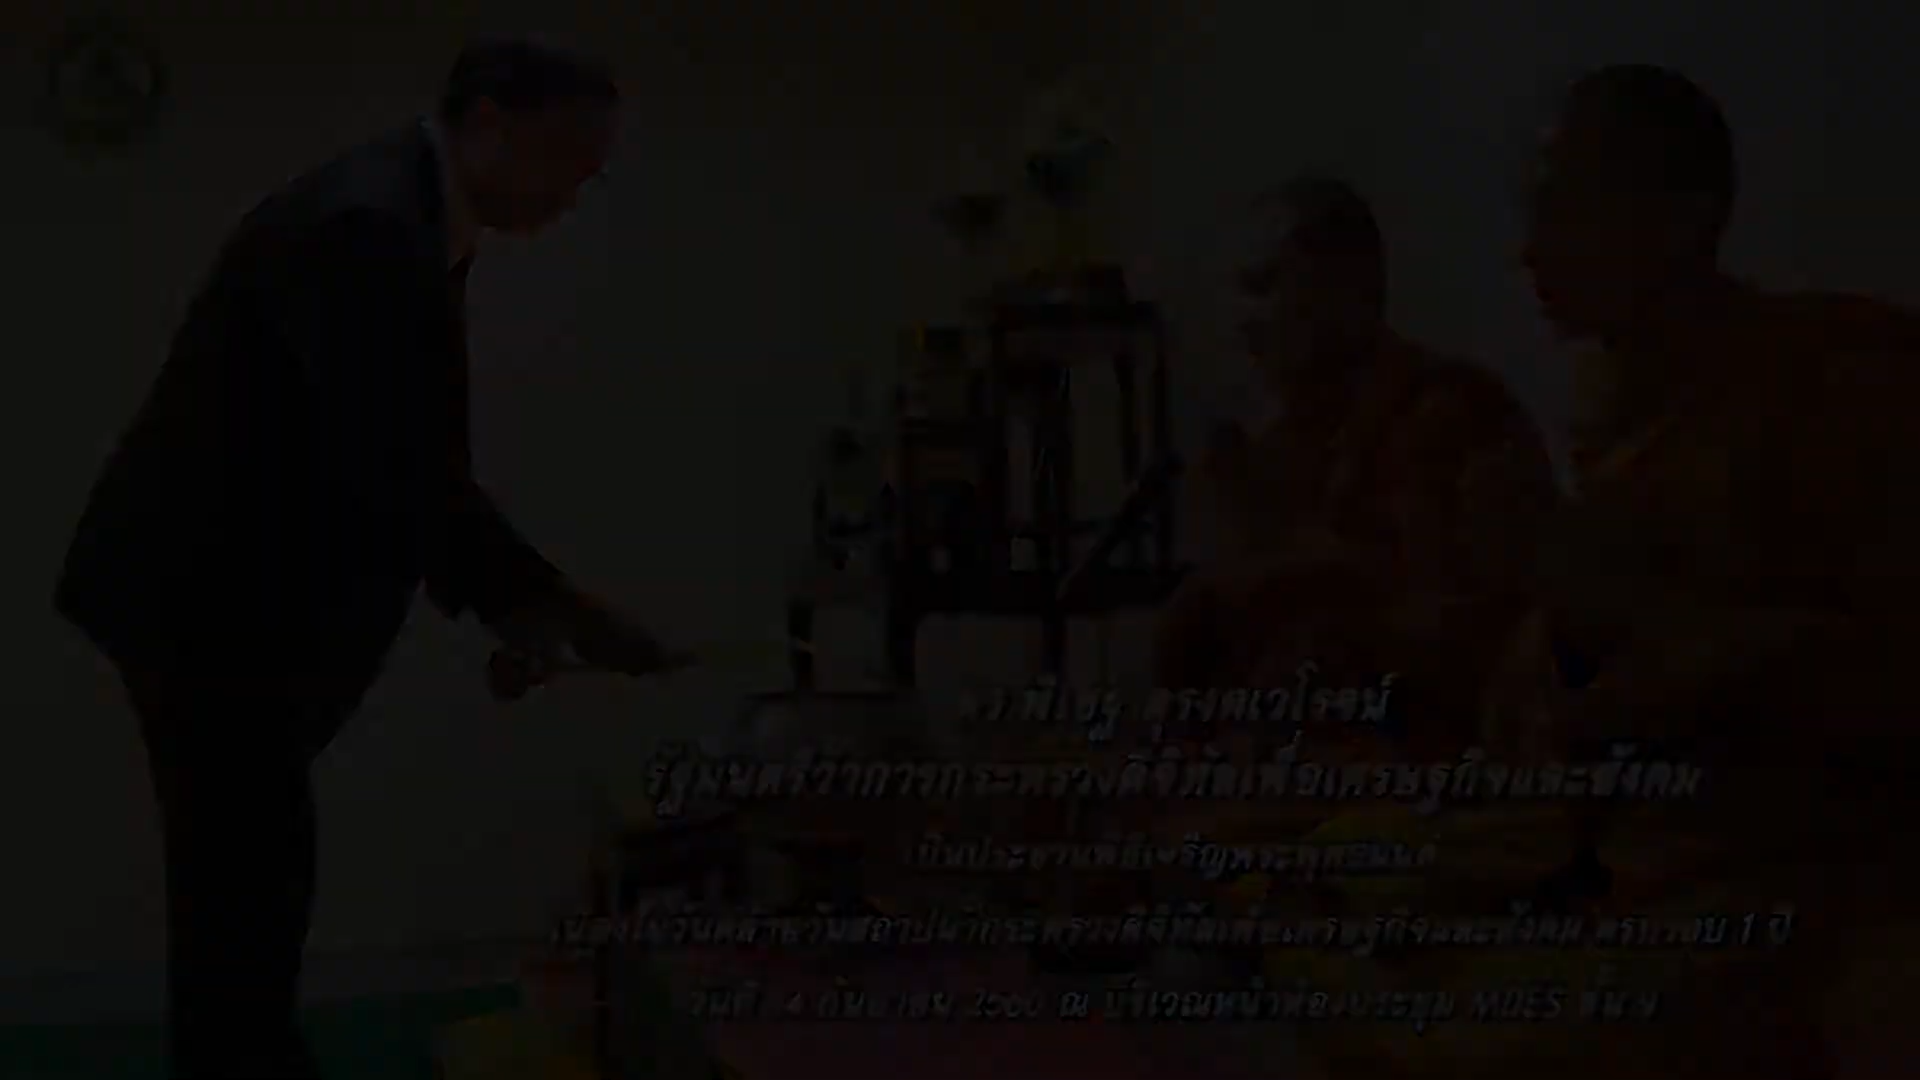 ดร.พิเชฐ ดุรงคเวโรจน์
รัฐมนตรีว่าการกระทรวงดิจิทัลเพื่อเศรษฐกิจและสังคม
เป็นประธานพิธีเจริญพระพุทธมนต์
เนื่องในวันคล้ายวันสถาปนากระทรวงดิจิทัลเพื่อเศรษฐกิจและสังคม ครบรอบ 1 ปี
กันยายน 2560 ณ บริเวณหน้าห้องประชุม MDES ชั้น 9